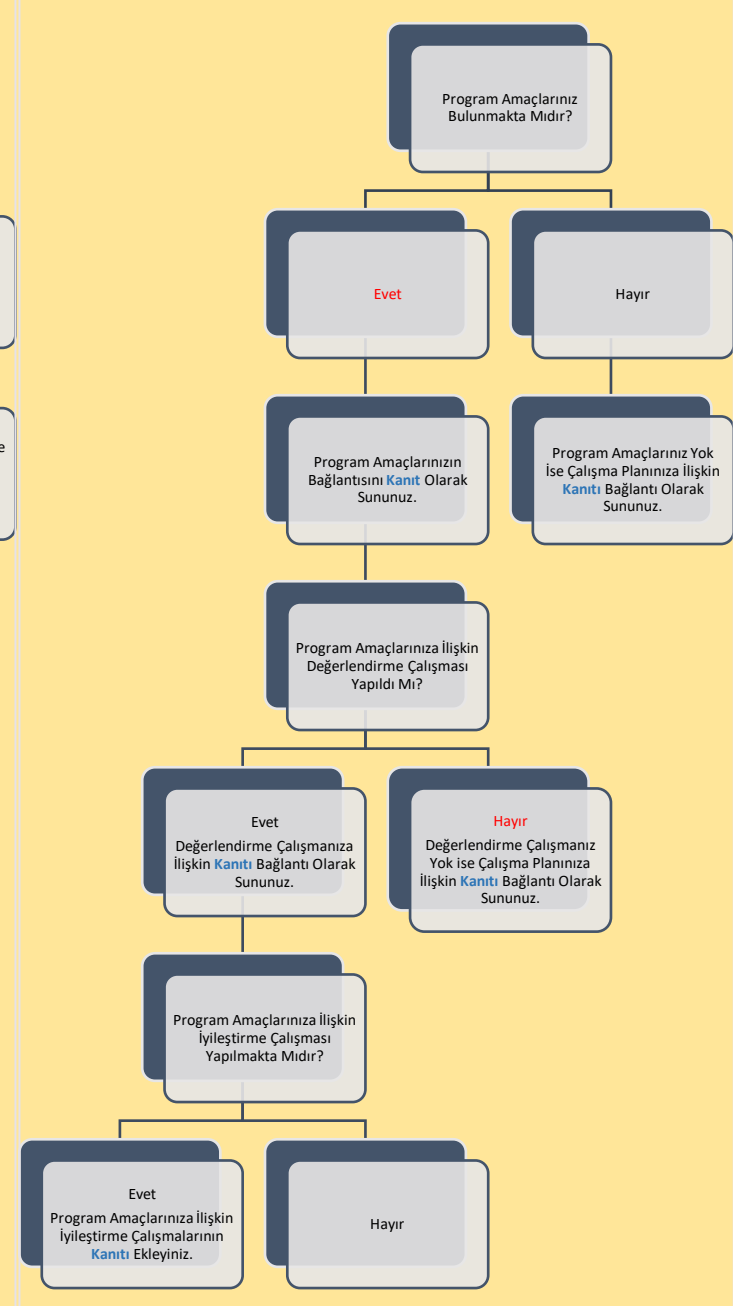 Program Amaçlarınız
Bulunmakta Mıdır?
Evet
Hayır
Program Amaçlarınızın
Bağlantısını Kanıt Olarak
Sununuz.
Program Amaçlarınız Yok
İse Çalışma Planınıza İlişkin
Kanıtı Bağlantı Olarak
Sununuz.
Program Amaçlarınıza İlişkin
Değerlendirme Çalışması
Yapıldı Mı?
Evet
Değerlendirme Çalışmanıza
İlişkin Kanıtı Bağlantı Olarak
Sununuz.
Hayır
Değerlendirme Çalışmanız
Yok ise Çalışma Planınıza
İlişkin Kanıtı Bağlantı Olarak
Sununuz.
Program Amaçlarınıza İlişkin
İyileştirme Çalışması
Yapılmakta Mıdır?
Evet
Program Amaçlarınıza İlişkin
İyileştirme Çalışmalarının
Kanıtı Ekleyiniz.
Hayır